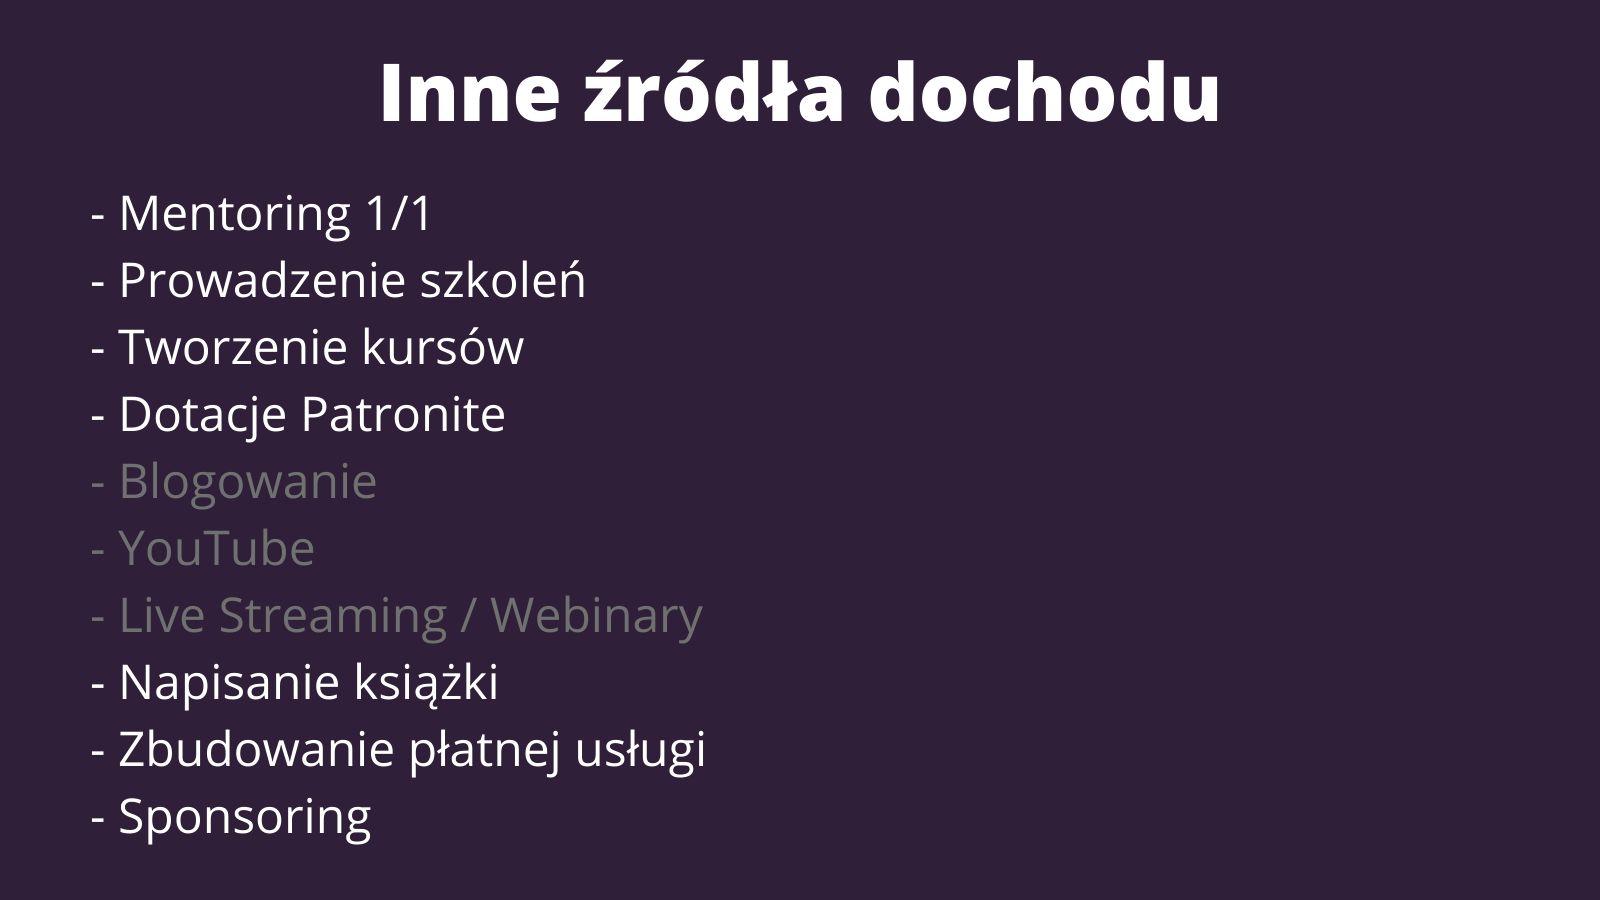 Inne źródła dochodu
- Mentoring 1/1
- Prowadzenie szkoleń
- Tworzenie kursów
- Dotacje Patronite
- Blogowanie
- YouTube
- Live Streaming / Webinary
- Napisanie książki
- Zbudowanie płatnej usługi
- Sponsoring